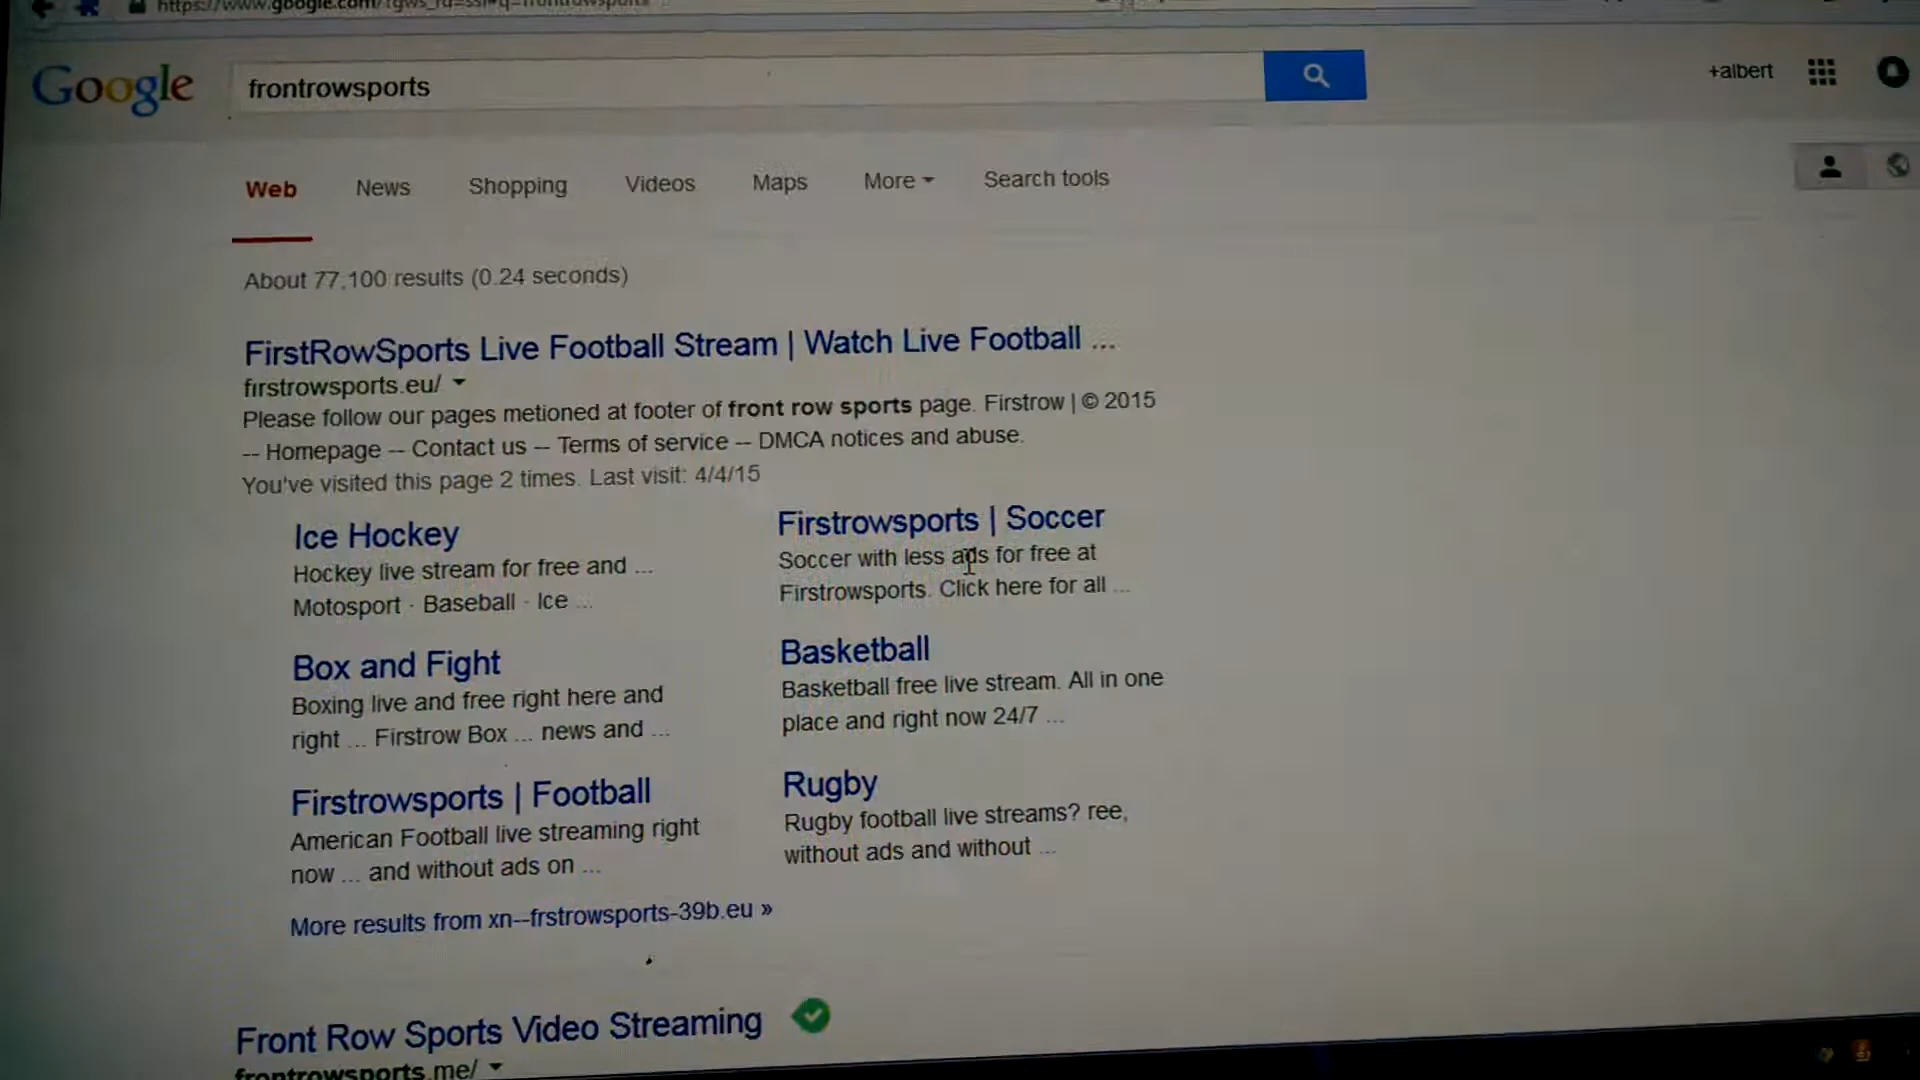 https://www.google.com/?gws_rd=ssl#q=frontrowsports
Google
frontrowsports
+albert
Web
News
Shopping
Videos
Maps
More
Search tools
About 77,100 results (0.24 seconds)
FirstRowSports Live Football Stream | Watch Live Football ...
firstrowsports.eu/
Please follow our pages metioned at footer of front row sports page. Firstrow | © 2015
-- Homepage -- Contact us -- Terms of service -- DMCA notices and abuse.
You've visited this page 2 times. Last visit: 4/4/15
Ice Hockey
Hockey live stream for free and ...
Motosport · Baseball · Ice ...
Firstrowsports | Soccer
Soccer with less ads for free at
Firstrowsports. Click here for all ...
Box and Fight
Boxing live and free right here and
right ... Firstrow Box ... news and ...
Basketball
Basketball free live stream. All in one
place and right now 24/7 ...
Firstrowsports | Football
American Football live streaming right
now ... and without ads on ...
Rugby
Rugby football live streams? ree,
without ads and without ...
More results from xn--frstrowsports-39b.eu »
Front Row Sports Video Streaming
frontrowsports.me/